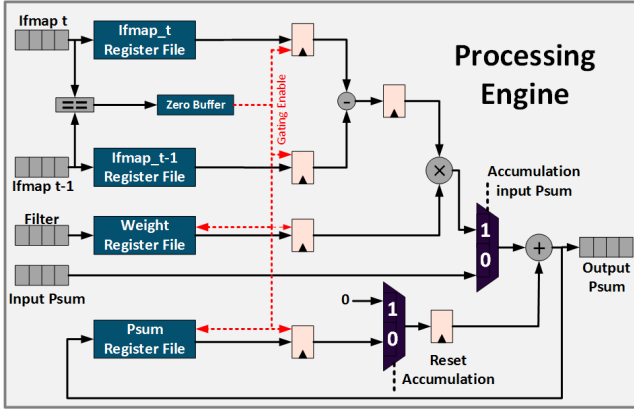 Ifmap t
Ifmap_t
Register File
Processing
Engine
==
Zero Buffer
Gating Enable
-
Ifmap_t-1
Register File
Ifmap t-1
×
Accumulation
input Psum
Filter
Weight
Register File
1
0
+
Output
Psum
Input Psum
0
1
0
Psum
Register File
Reset
Accumulation